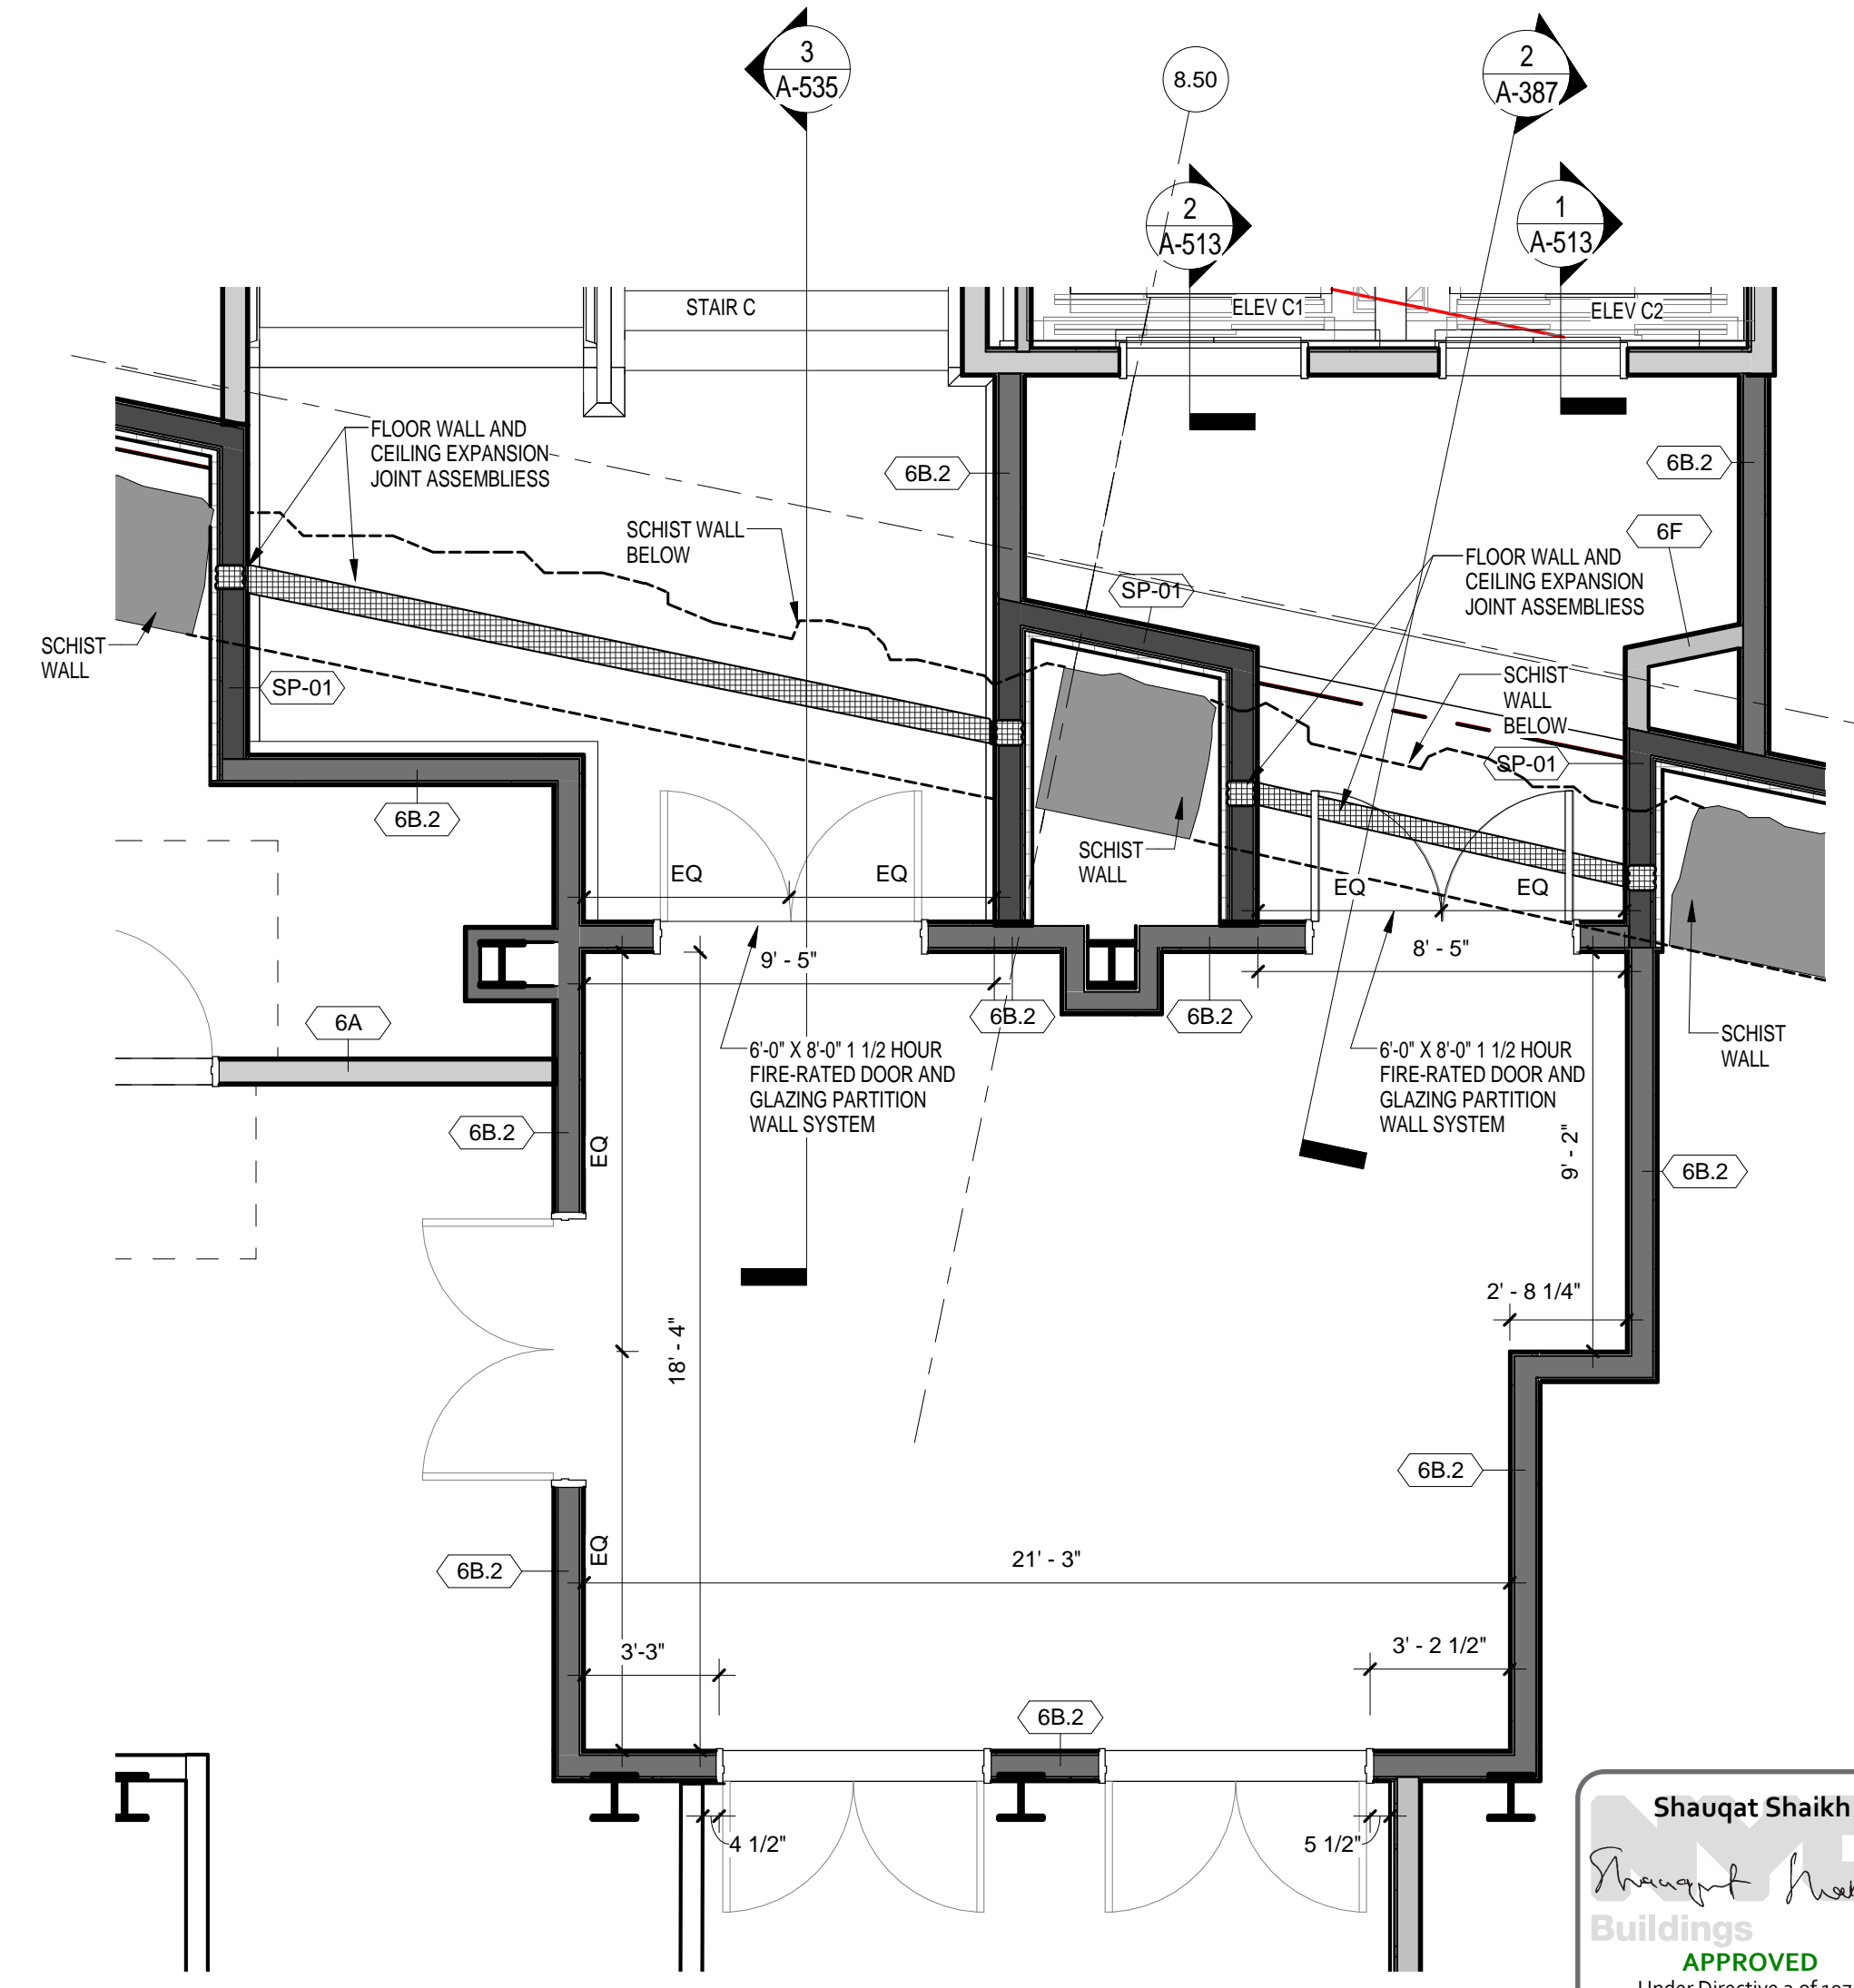 3
A-535
8.50
2
A-387
2
A-513
1
A-513
STAIR C
ELEV C1
ELEV C2
FLOOR WALL AND
CEILING EXPANSION
JOINT ASSEMBLIESS
6B.2
6B.2
SCHIST WALL
BELOW
6F
FLOOR WALL AND
CEILING EXPANSION
JOINT ASSEMBLIESS
SP-01
SCHIST
WALL
SP-01
SCHIST
WALL
BELOW
SP-01
6B.2
SCHIST
WALL
EQ
EQ
EQ
EQ
9' - 5"
8' - 5"
6A
6B.2
6B.2
SCHIST
WALL
6'-0" X 8'-0" 1 1/2 HOUR
FIRE-RATED DOOR AND
GLAZING PARTITION
WALL SYSTEM
6'-0" X 8'-0" 1 1/2 HOUR
FIRE-RATED DOOR AND
GLAZING PARTITION
WALL SYSTEM
6B.2
EQ
9' - 2"
6B.2
2' - 8 1/4"
18' - 4"
6B.2
EQ
6B.2
21' - 3"
3'-3"
3' - 2 1/2"
6B.2
4 1/2"
5 1/2"
Shauqat Shaikh
NYC
Buildings
APPROVED
Under Directive 2 of 197